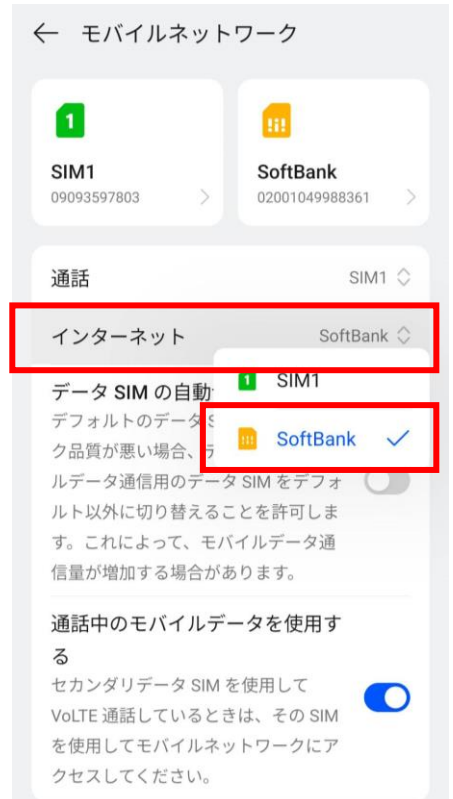 モバイルネットワーク
1
SIM1
09093597803
SoftBank
02001049988361
通話 SIM1
インターネット SoftBank
1 SIM1
SoftBank
データ SIM の自動
デフォルトのデータ S
ク品質が悪い場合、デ
ルデータ通信用のデータ SIM をデフォ
ルト以外に切り替えることを許可しま
す。これによって、モバイルデータ通
信量が増加する場合があります。
通話中のモバイルデータを使用す
る
セカンダリデータ SIM を使用して
VoLTE 通話しているときは、その SIM
を使用してモバイルネットワークにア
クセスしてください。